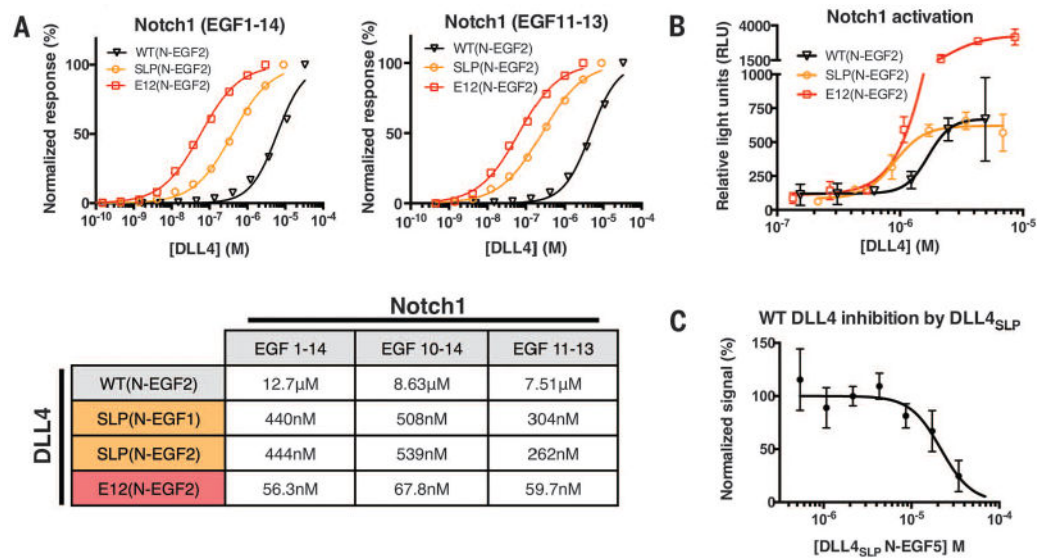 A
Notch1 (EGF1-14)
Normalized response (%)
100
50
0
WT(N-EGF2)
SLP(N-EGF2)
E12(N-EGF2)
10-10 10-9 10-8 10-7 10-6 10-5 10-4
[DLL4] (M)
Notch1 (EGF11-13)
Normalized response (%)
100
50
0
WT(N-EGF2)
SLP(N-EGF2)
E12(N-EGF2)
10-10 10-9 10-8 10-7 10-6 10-5 10-4
[DLL4] (M)
B
Notch1 activation
Relative light units (RLU)
4000
1500
1000
750
500
250
0
WT(N-EGF2)
SLP(N-EGF2)
E12(N-EGF2)
10-7 10-6 10-5
[DLL4] (M)
Notch1
DLL4
EGF 1-14 EGF 10-14 EGF 11-13
WT(N-EGF2) 12.7µM 8.63µM 7.51µM
SLP(N-EGF1) 440nM 508nM 304nM
SLP(N-EGF2) 444nM 539nM 262nM
E12(N-EGF2) 56.3nM 67.8nM 59.7nM
C
WT DLL4 inhibition by DLL4SLP
Normalized signal (%)
150
100
50
0
10-6 10-5 10-4
[DLL4SLP N-EGF5] M